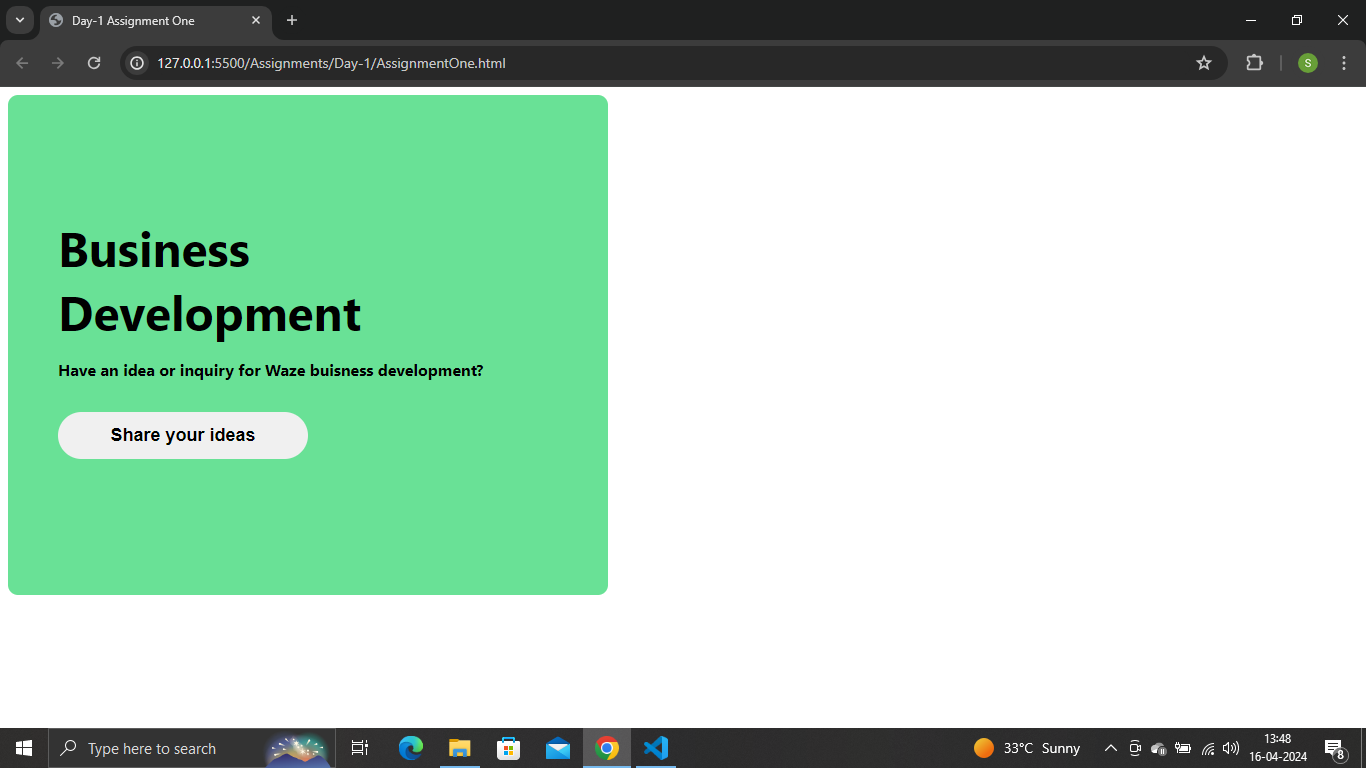 Day-1 Assignment One
127.0.0.1:5500/Assignments/Day-1/AssignmentOne.html
S
Business
Development
Have an idea or inquiry for Waze buisness development?
Share your ideas
Type here to search
33°C Sunny
13:48
16-04-2024
8